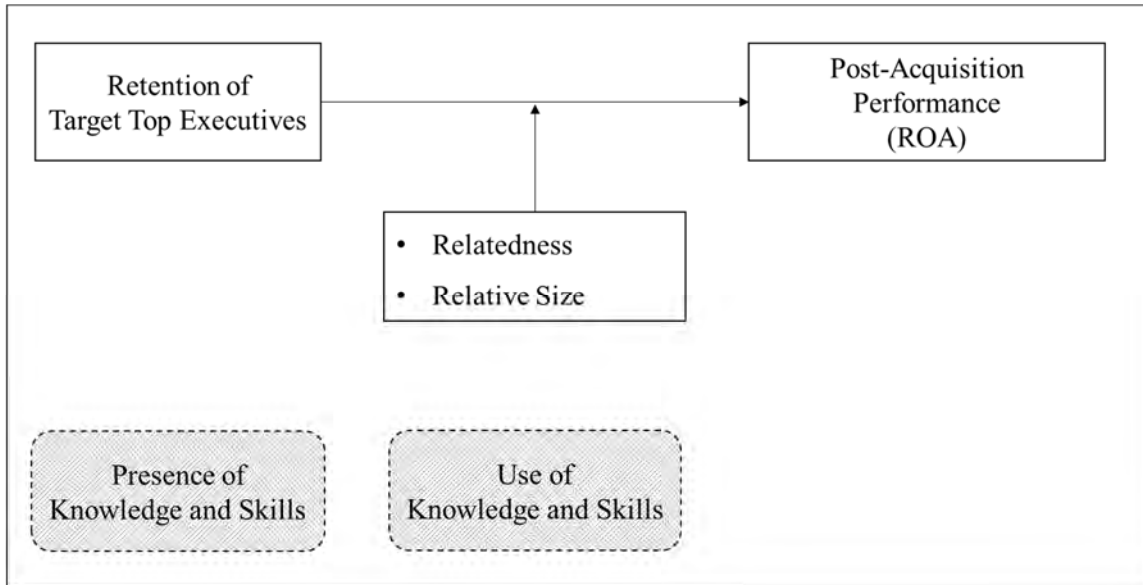 Retention of
Target Top Executives
Post-Acquisition
Performance
(ROA)
• Relatedness
• Relative Size
Presence of
Knowledge and Skills
Use of
Knowledge and Skills